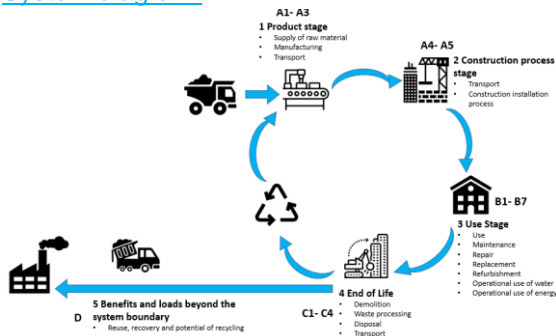 System diagram
A1- A3
1 Product stage
• Supply of raw material
• Manufacturing
• Transport
A4- A5
2 Construction process
stage
• Transport
• Construction installation
process
B1- B7
3 Use Stage
• Use
• Maintenance
• Repair
• Replacement
• Refurbishment
• Operational use of water
• Operational use of energy
C1- C4
4 End of Life
• Demolition
• Waste processing
• Disposal
• Transport
D
5 Benefits and loads beyond the
system boundary
• Reuse, recovery and potential of recycling